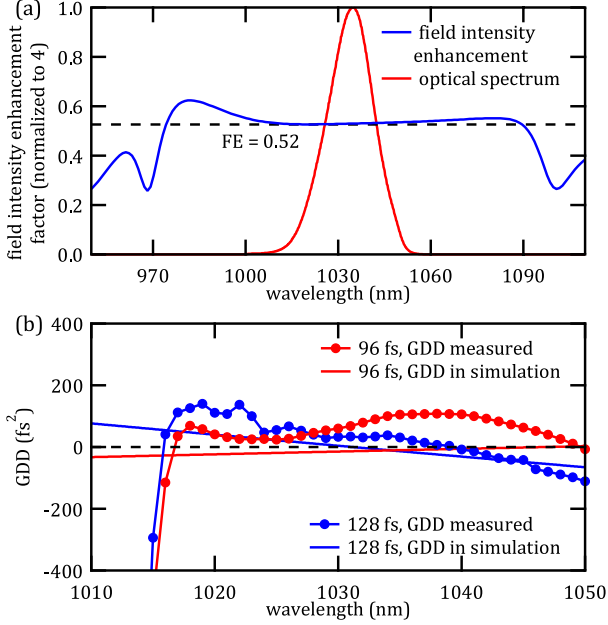 (a)
field intensity enhancement
factor (normalized to 4)
1.0
0.8
0.6
0.4
0.2
0.0
field intensity
enhancement
optical spectrum
FE = 0.52
970
1000
1030
1060
1090
wavelength (nm)
(b)
GDD (fs²)
400
200
0
-200
-400
96 fs, GDD measured
96 fs, GDD in simulation
128 fs, GDD measured
128 fs, GDD in simulation
1010
1020
1030
1040
1050
wavelength (nm)